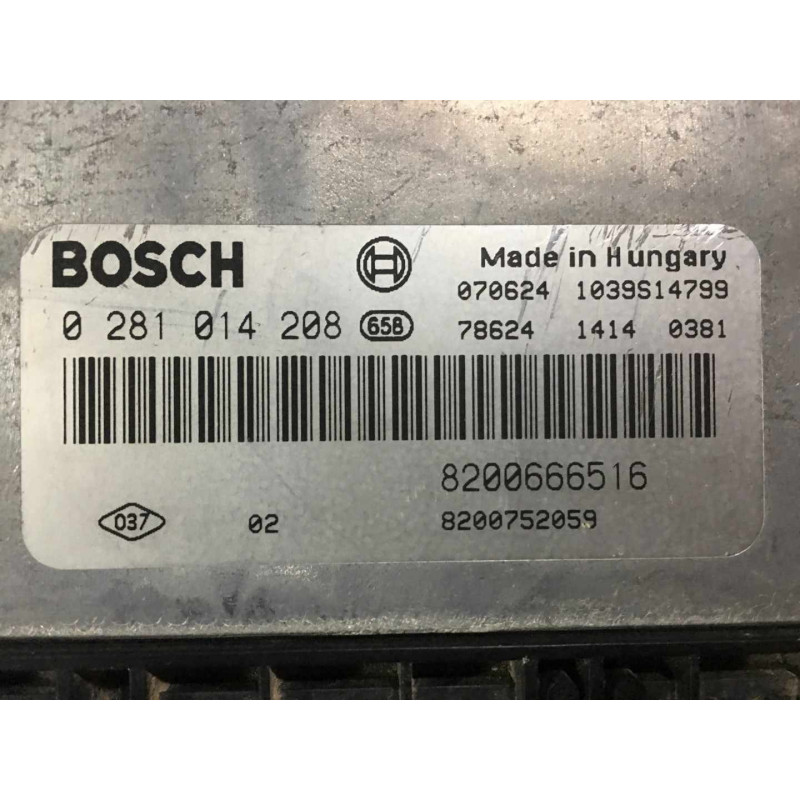 BOSCH
Made in Hungary
070624 1039S14799
0 281 014 208 658
78624 1414 0381
8200666516
037 02 8200752059